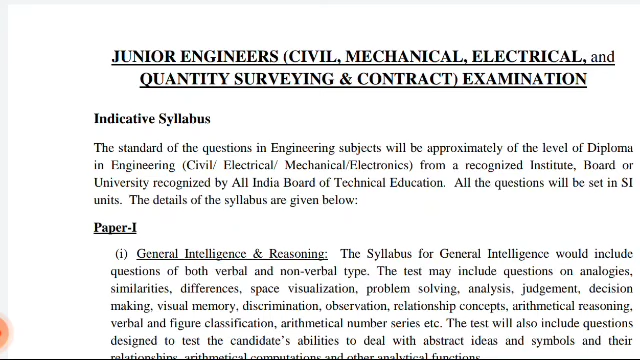 JUNIOR ENGINEERS (CIVIL, MECHANICAL, ELECTRICAL, and
QUANTITY SURVEYING & CONTRACT) EXAMINATION
Indicative Syllabus
The standard of the questions in Engineering subjects will be approximately of the level of Diploma
in Engineering (Civil/ Electrical/ Mechanical/Electronics) from a recognized Institute, Board or
University recognized by All India Board of Technical Education. All the questions will be set in SI
units. The details of the syllabus are given below:
Paper-I
(i) General Intelligence & Reasoning: The Syllabus for General Intelligence would include
questions of both verbal and non-verbal type. The test may include questions on analogies,
similarities, differences, space visualization, problem solving, analysis, judgement, decision
making, visual memory, discrimination, observation, relationship concepts, arithmetical reasoning,
verbal and figure classification, arithmetical number series etc. The test will also include questions
designed to test the candidate's abilities to deal with abstract ideas and symbols and their
relationships, arithmetical computations and other analytical functions.